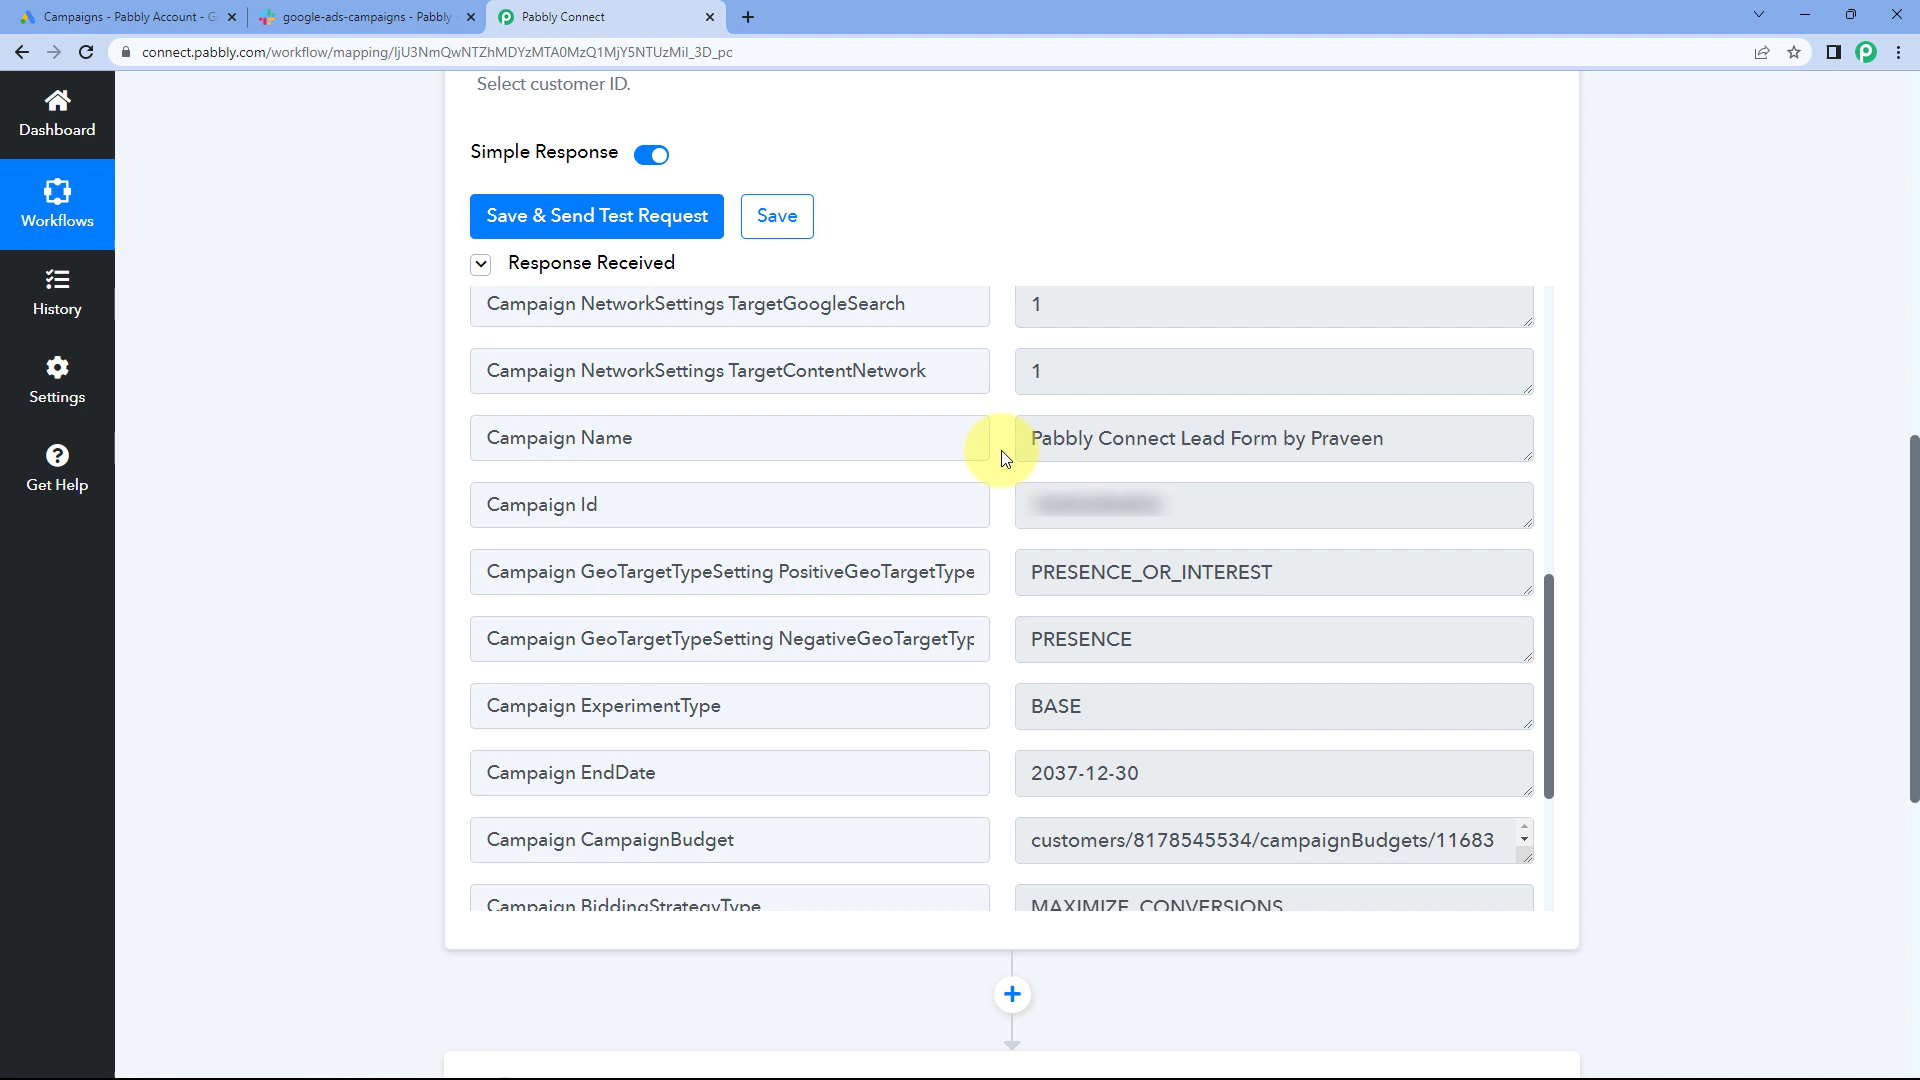 Campaigns - Pabbly Account - G
google-ads-campaigns - Pabbly
Pabbly Connect
connect.pabbly.com/workflow/mapping/IjU3NmQwNTZhMDYzMTA0MzQ1MjY5NTUzMiI_3D_pc
Dashboard
Workflows
History
Settings
Get Help
Select customer ID.
Simple Response
Save & Send Test Request
Save
Response Received
Campaign NetworkSettings TargetGoogleSearch
1
Campaign NetworkSettings TargetContentNetwork
1
Campaign Name
Pabbly Connect Lead Form by Praveen
Campaign Id
Campaign GeoTargetTypeSetting PositiveGeoTargetType
PRESENCE_OR_INTEREST
Campaign GeoTargetTypeSetting NegativeGeoTargetTyp
PRESENCE
Campaign ExperimentType
BASE
Campaign EndDate
2037-12-30
Campaign CampaignBudget
customers/8178545534/campaignBudgets/11683
Campaign BiddingStrategyType
MAXIMIZE_CONVERSIONS